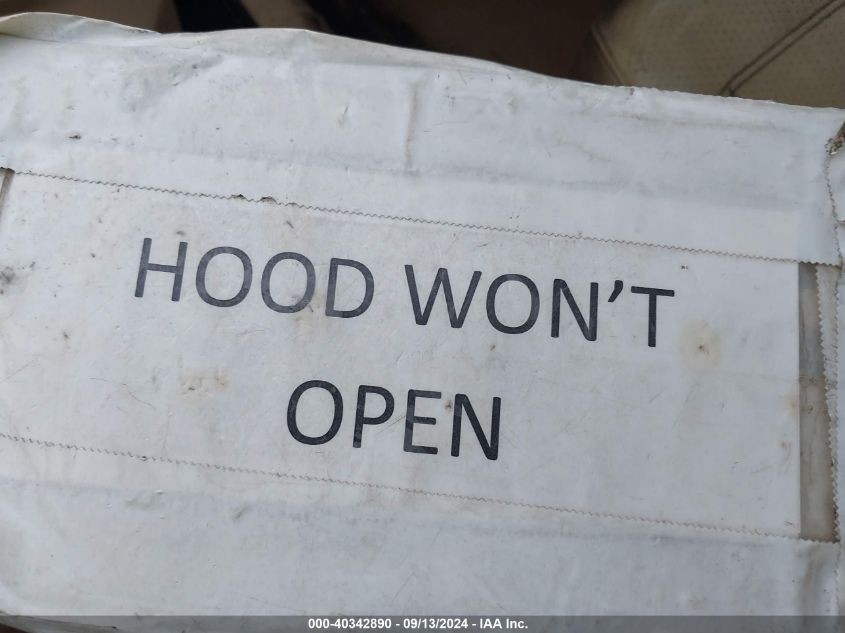 HOOD WON'T
OPEN
000-40342890 - 09/13/2024 - IAA Inc.